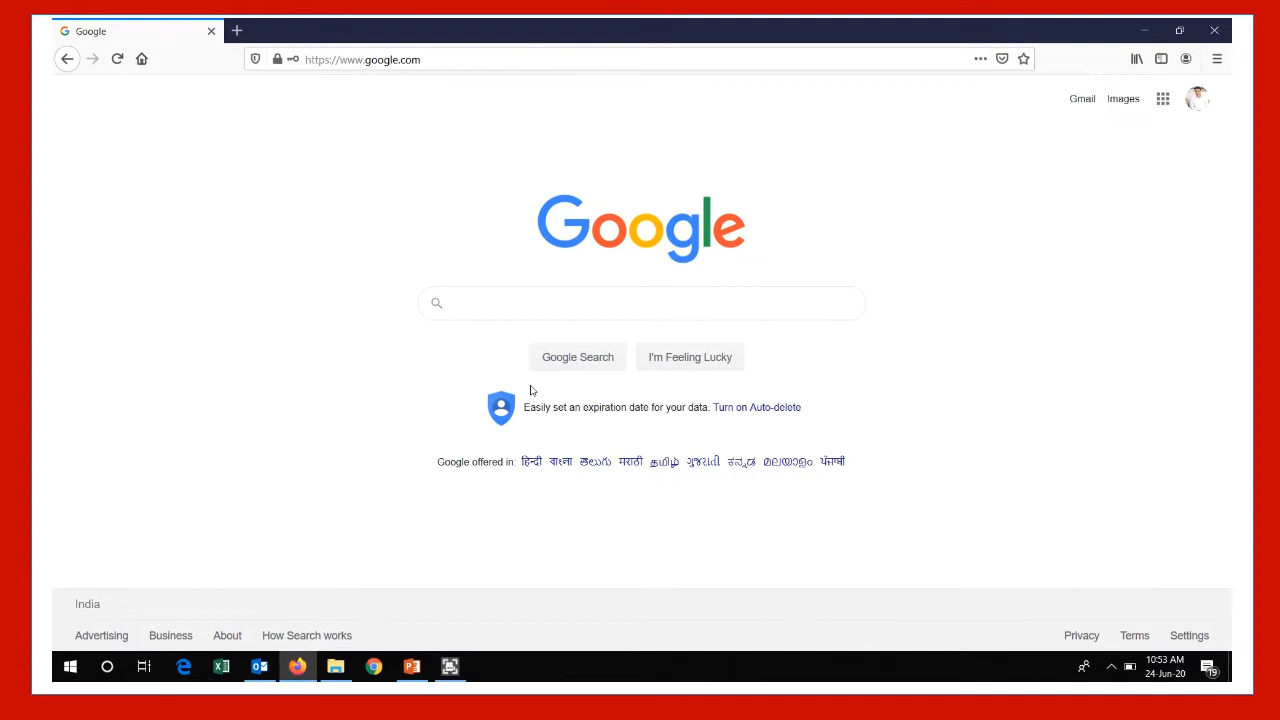 Google
https://www.google.com
Gmail Images
Google
Google Search I'm Feeling Lucky
Easily set an expiration date for your data. Turn on Auto-delete
Google offered in: हिन्दी বাংলা తెలుగు मराठी தமிழ் ગુજરાતી ಕನ್ನಡ മലയാളം ਪੰਜਾਬੀ
India
Advertising Business About How Search works Privacy Terms Settings
10:53 AM
24-Jun-20
19